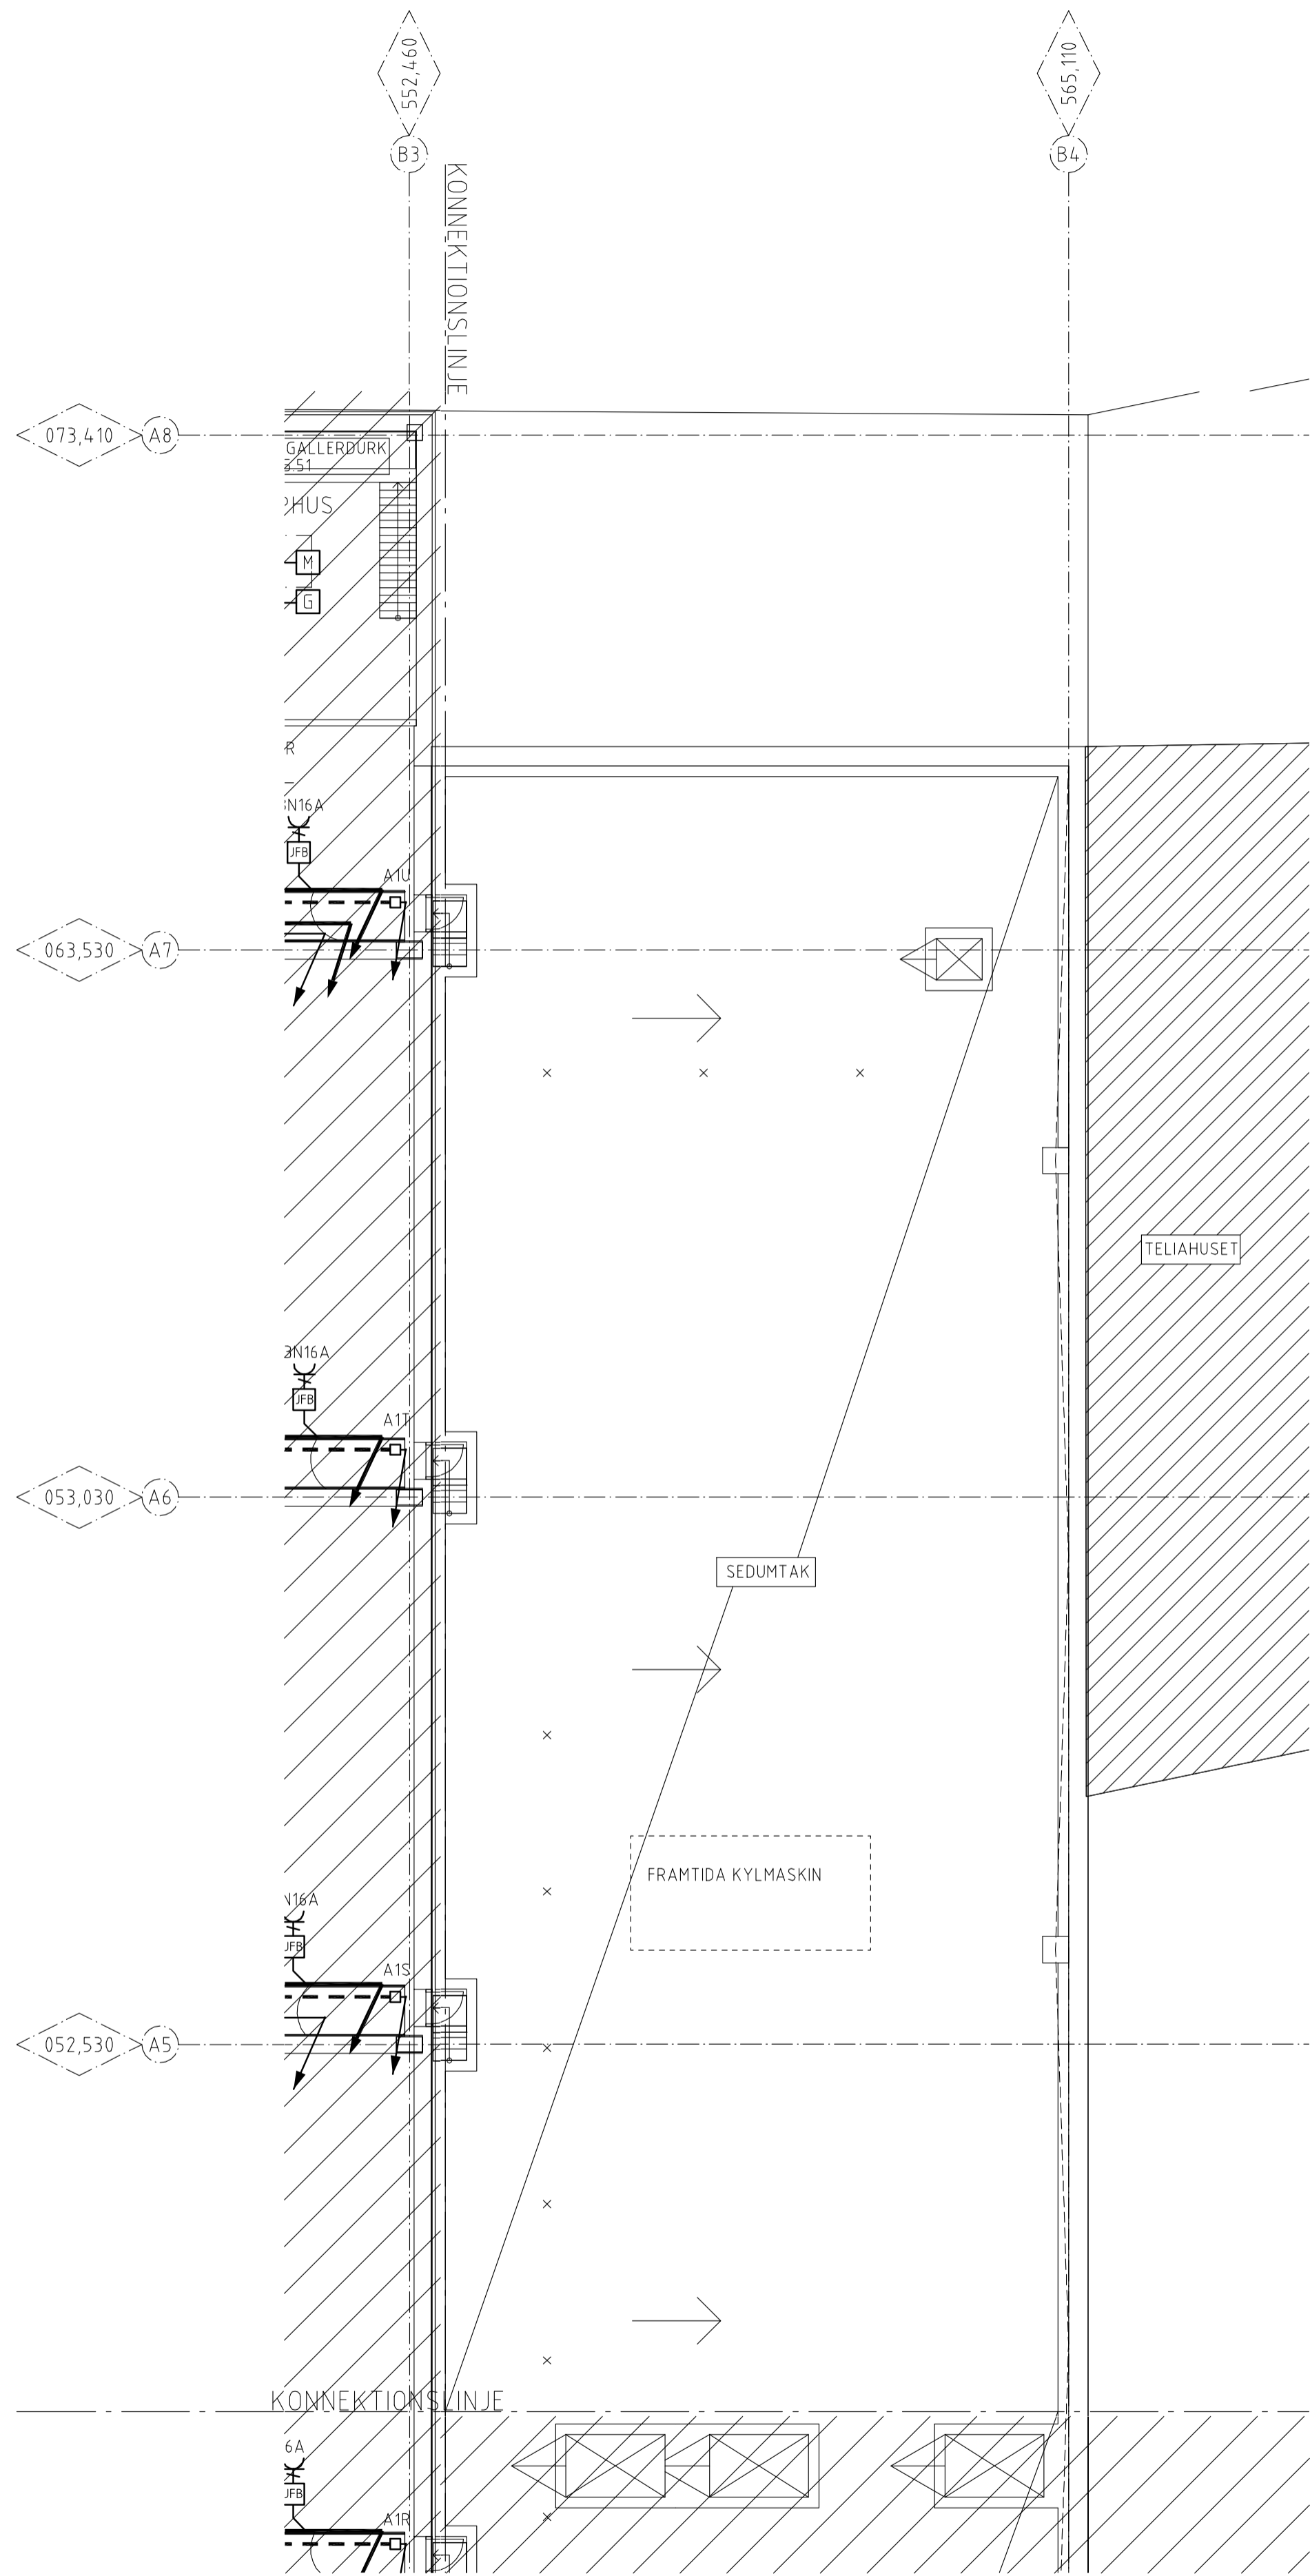 552,460
565,110
B3
B4
KONNEKTIONSLINJE
073,410
A8
GALLERDURK
5.51
PHUS
M
G
R
3N16A
JFB
A1U
063,530
A7
TELIAHUSET
3N16A
JFB
A1T
053,030
A6
SEDUMTAK
FRAMTIDA KYLMASKIN
N16A
JFB
A1S
052,530
A5
KONNEKTIONSLINJE
6A
JFB
A1R